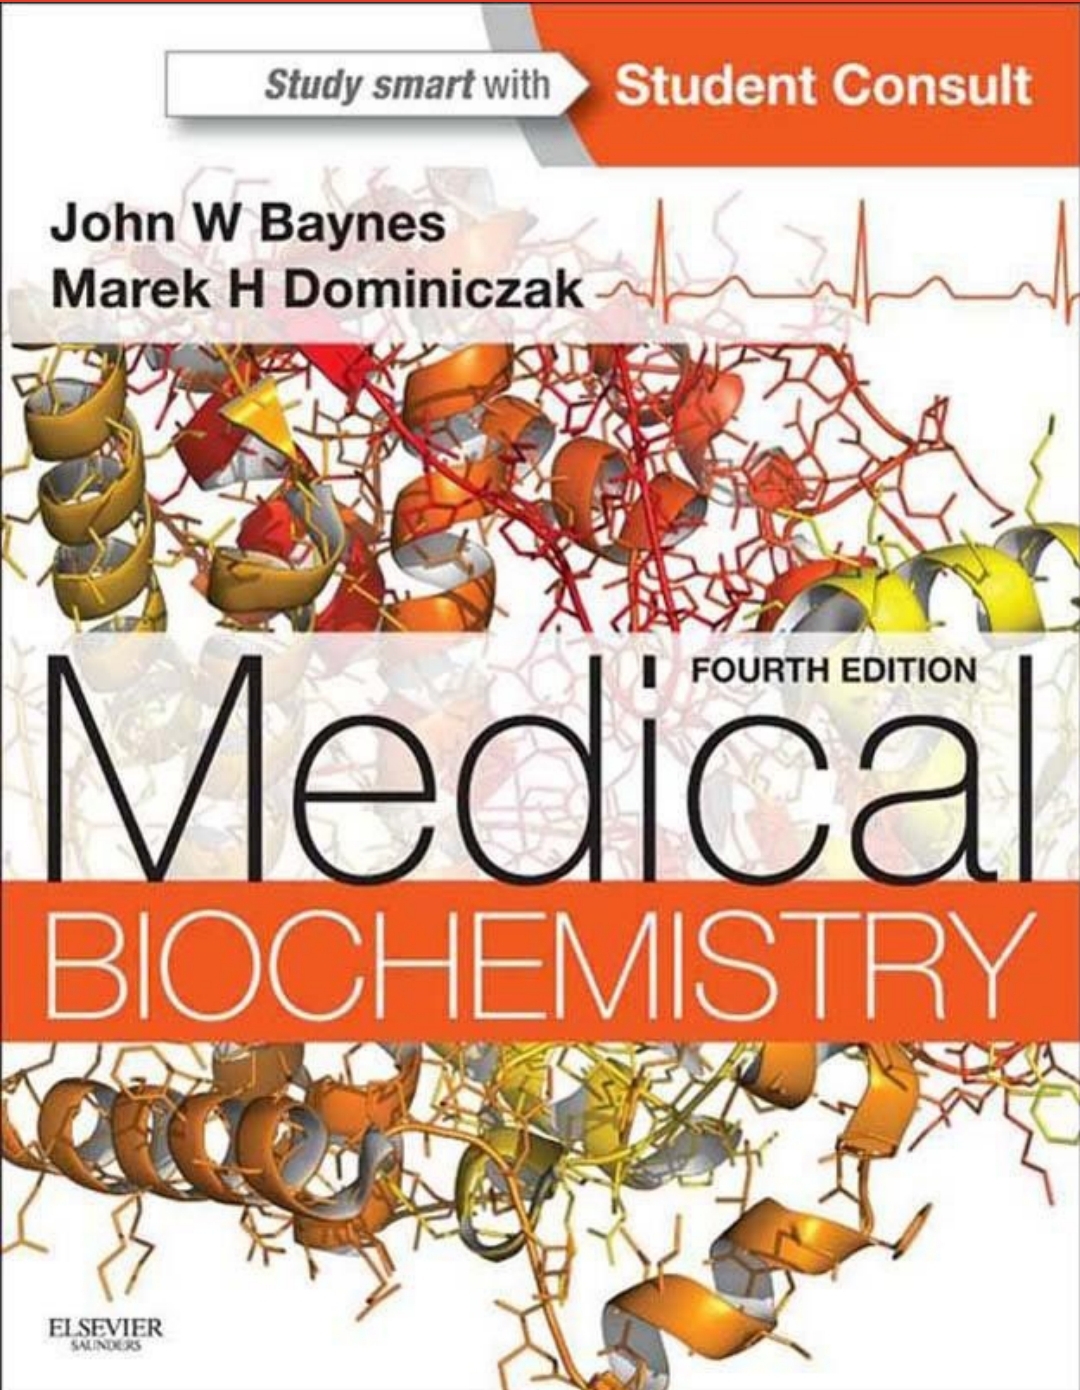 Study smart with Student Consult
John W Baynes
Marek H Dominiczak
FOURTH EDITION
Medical
BIOCHEMISTRY
ELSEVIER
SAUNDERS